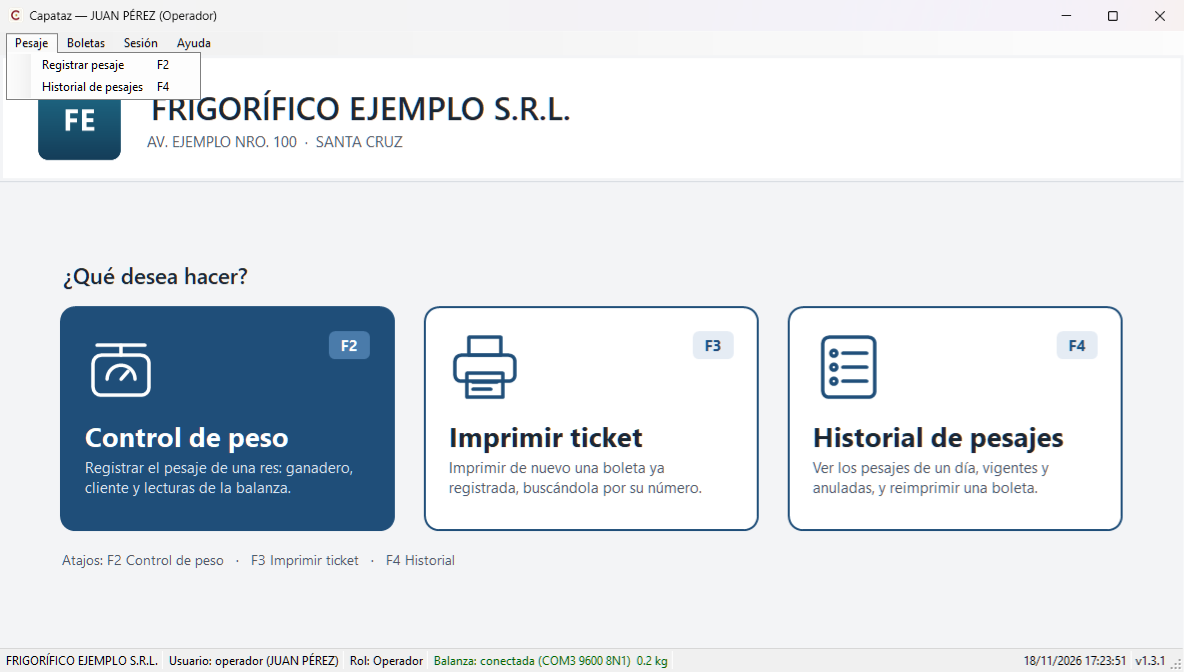 Capataz — JUAN PÉREZ (Operador)
Pesaje Boletas Sesión Ayuda
Registrar pesaje F2
Historial de pesajes F4
FE
FRIGORÍFICO EJEMPLO S.R.L.
AV. EJEMPLO NRO. 100 · SANTA CRUZ
¿Qué desea hacer?
F2
Control de peso
Registrar el pesaje de una res: ganadero,
cliente y lecturas de la balanza.
F3
Imprimir ticket
Imprimir de nuevo una boleta ya
registrada, buscándola por su número.
F4
Historial de pesajes
Ver los pesajes de un día, vigentes y
anuladas, y reimprimir una boleta.
Atajos: F2 Control de peso · F3 Imprimir ticket · F4 Historial
FRIGORÍFICO EJEMPLO S.R.L. Usuario: operador (JUAN PÉREZ) Rol: Operador Balanza: conectada (COM3 9600 8N1) 0.2 kg 18/11/2026 17:23:51 v1.3.1